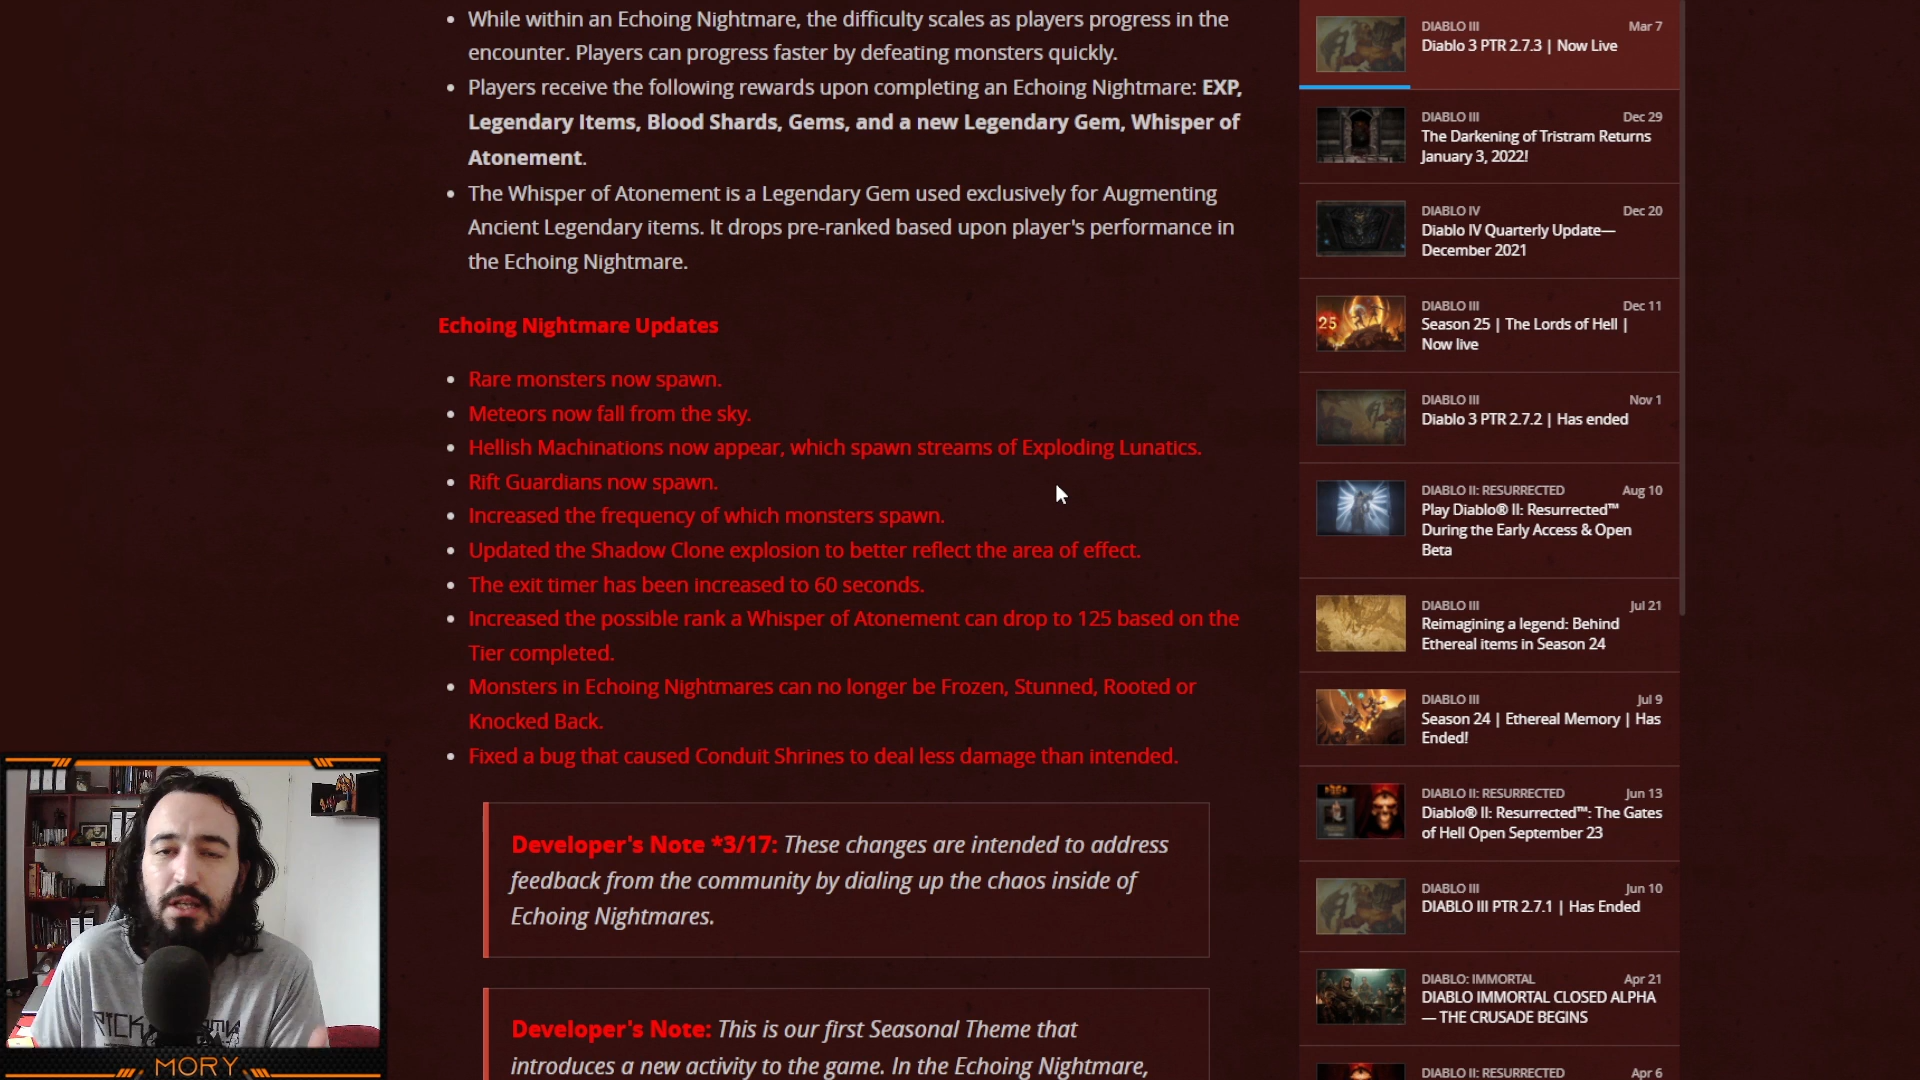 While within an Echoing Nightmare, the difficulty scales as players progress in the
encounter. Players can progress faster by defeating monsters quickly.
Players receive the following rewards upon completing an Echoing Nightmare: EXP,
Legendary Items, Blood Shards, Gems, and a new Legendary Gem, Whisper of
Atonement.
The Whisper of Atonement is a Legendary Gem used exclusively for Augmenting
Ancient Legendary items. It drops pre-ranked based upon player's performance in
the Echoing Nightmare.
Echoing Nightmare Updates
Rare monsters now spawn.
Meteors now fall from the sky.
Hellish Machinations now appear, which spawn streams of Exploding Lunatics.
Rift Guardians now spawn.
Increased the frequency of which monsters spawn.
Updated the Shadow Clone explosion to better reflect the area of effect.
The exit timer has been increased to 60 seconds.
Increased the possible rank a Whisper of Atonement can drop to 125 based on the
Tier completed.
Monsters in Echoing Nightmares can no longer be Frozen, Stunned, Rooted or
Knocked Back.
Fixed a bug that caused Conduit Shrines to deal less damage than intended.
Developer's Note *3/17: These changes are intended to address
feedback from the community by dialing up the chaos inside of
Echoing Nightmares.
Developer's Note: This is our first Seasonal Theme that
introduces a new activity to the game. In the Echoing Nightmare,
DIABLO III Mar 7
Diablo 3 PTR 2.7.3 | Now Live
DIABLO III Dec 29
The Darkening of Tristram Returns
January 3, 2022!
DIABLO IV Dec 20
Diablo IV Quarterly Update—
December 2021
DIABLO III Dec 11
Season 25 | The Lords of Hell |
Now live
25
DIABLO III Nov 1
Diablo 3 PTR 2.7.2 | Has ended
DIABLO II: RESURRECTED Aug 10
Play Diablo® II: Resurrected™
During the Early Access & Open
Beta
DIABLO III Jul 21
Reimagining a legend: Behind
Ethereal items in Season 24
DIABLO III Jul 9
Season 24 | Ethereal Memory | Has
Ended!
DIABLO II: RESURRECTED Jun 13
Diablo® II: Resurrected™: The Gates
of Hell Open September 23
DIABLO III Jun 10
DIABLO III PTR 2.7.1 | Has Ended
DIABLO: IMMORTAL Apr 21
DIABLO IMMORTAL CLOSED ALPHA
— THE CRUSADE BEGINS
DIABLO II: RESURRECTED Apr 6
MORY